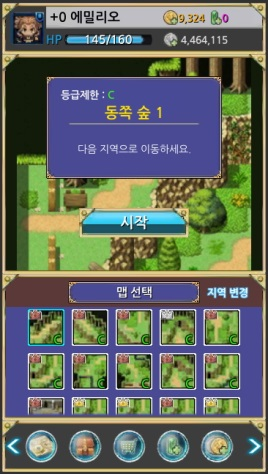 +0 에밀리오
9,324
0
HP 145/160
4,464,115
등급제한 : C
동쪽 숲 1
다음 지역으로 이동하세요.
시작
맵 선택
지역 변경
C C C C C
C C C C C